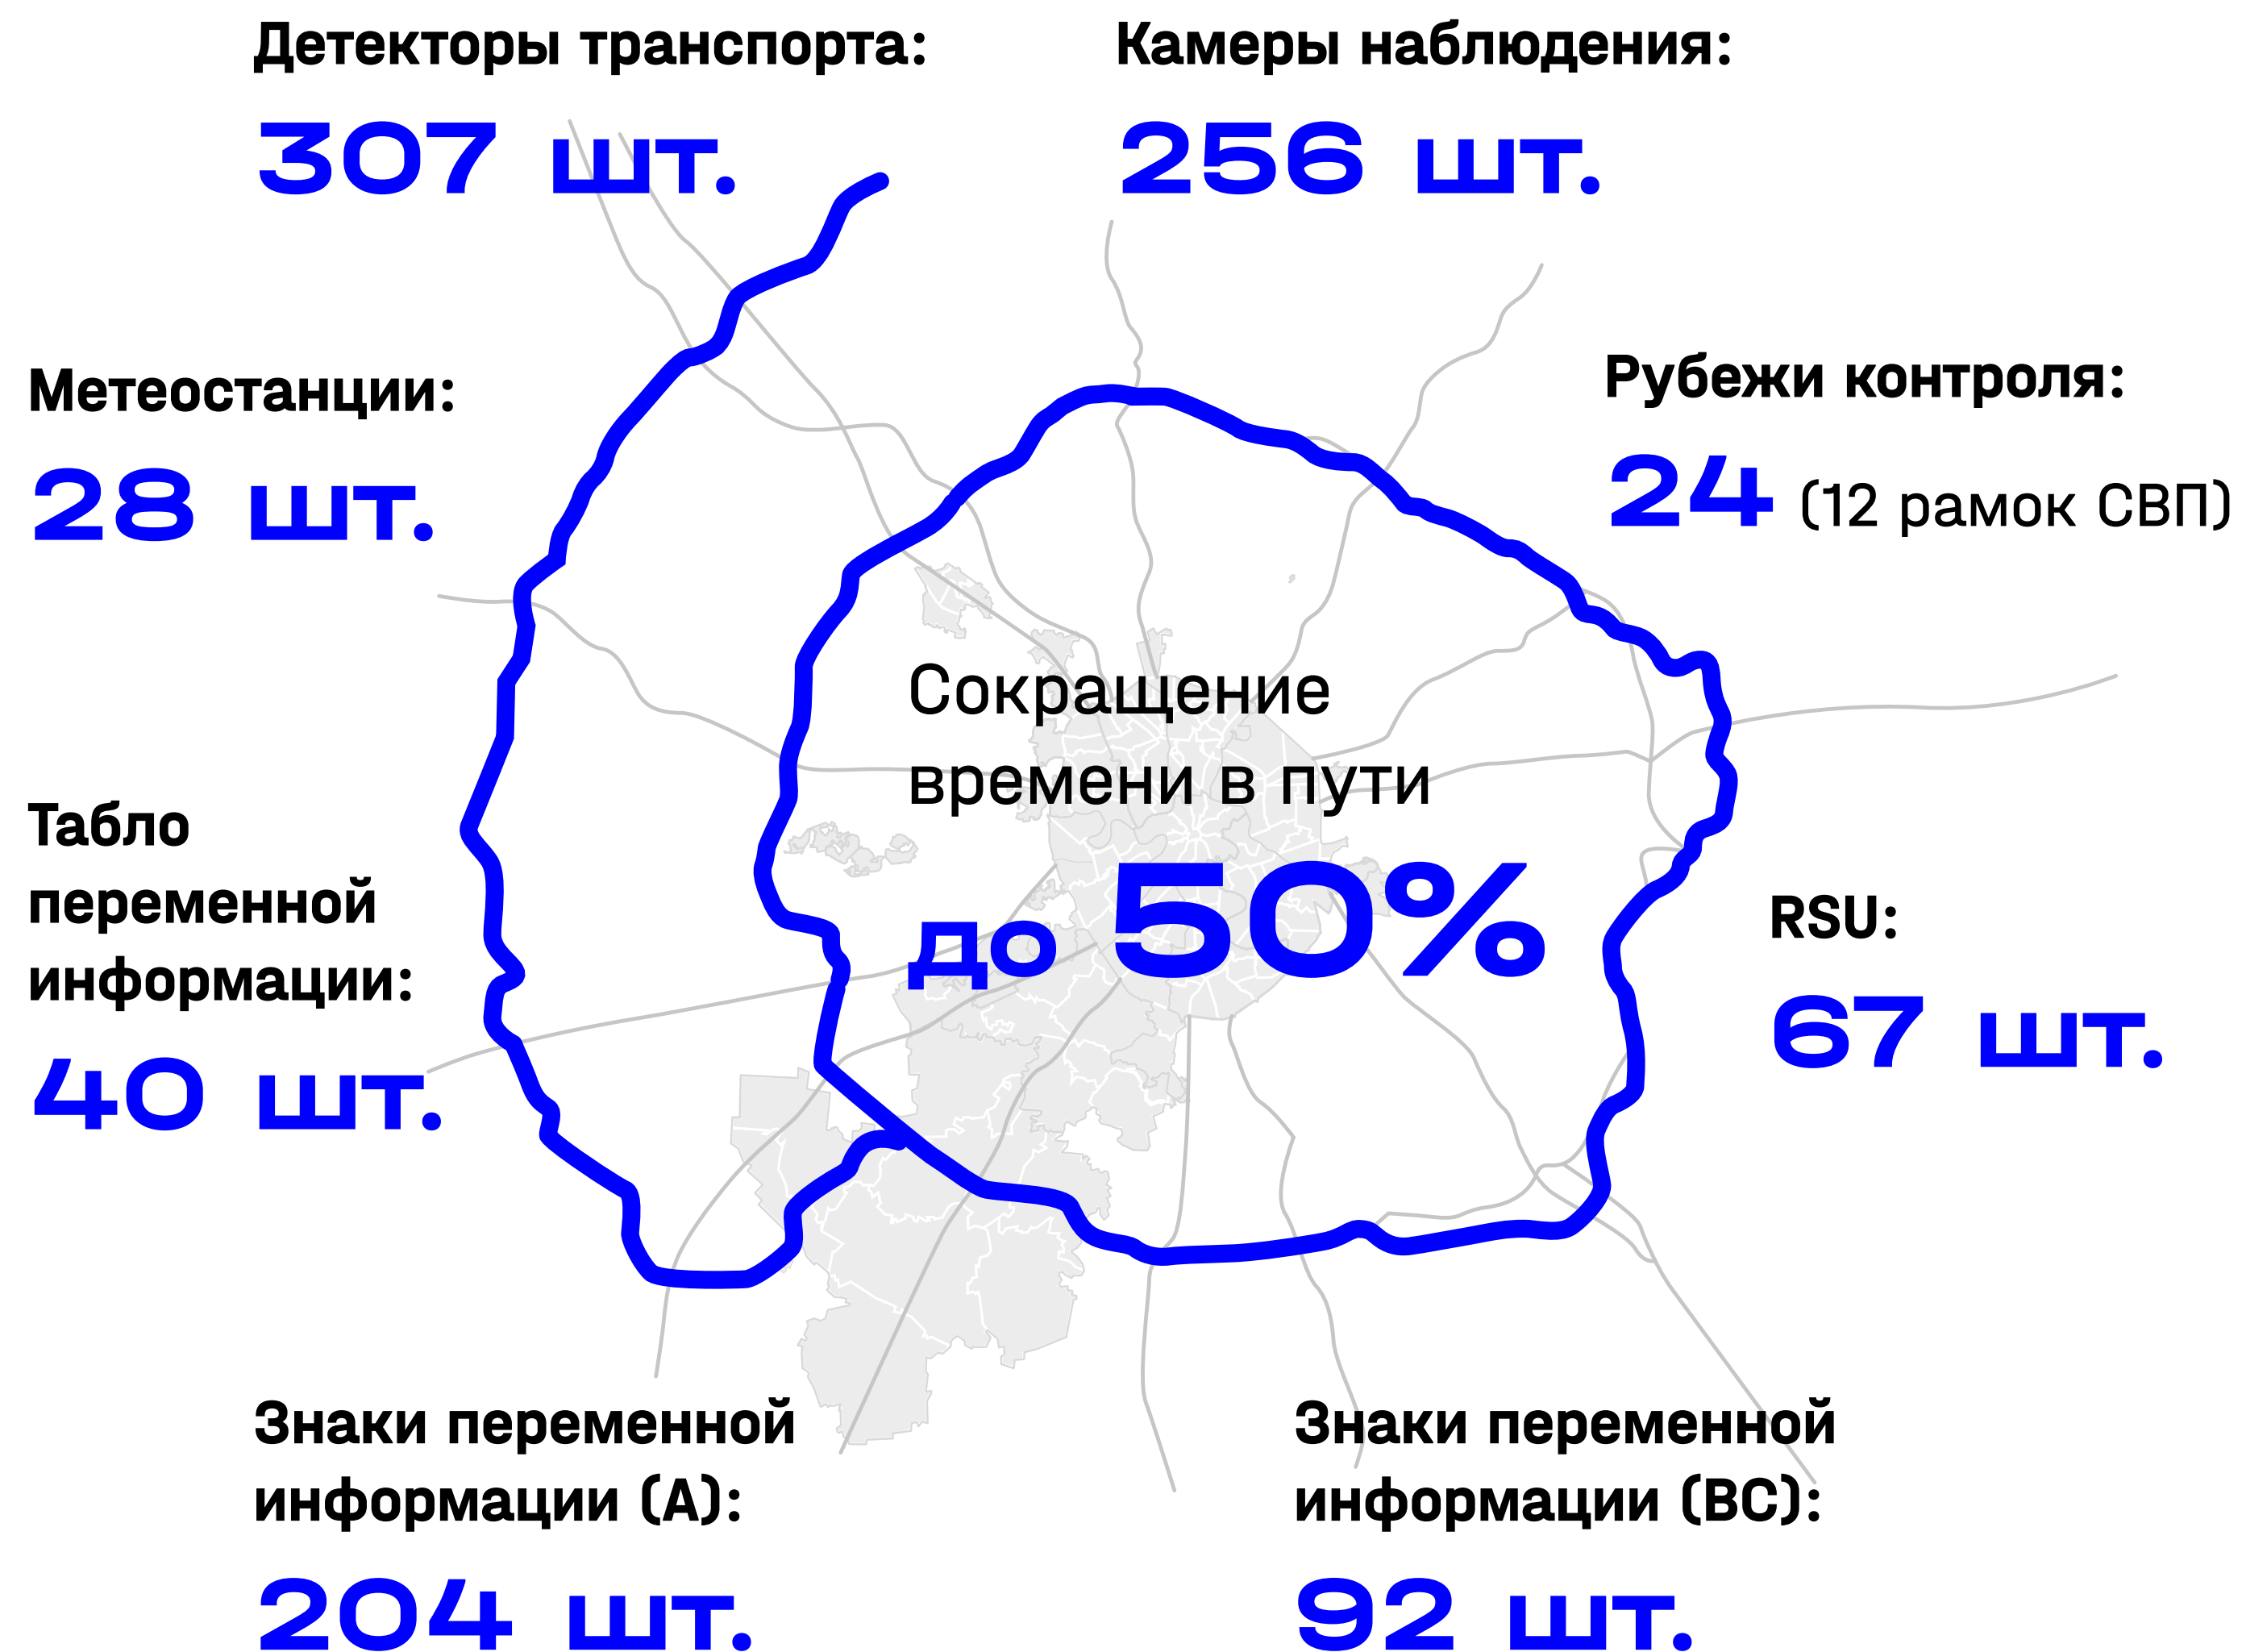 Детекторы транспорта:
307 шт.
Камеры наблюдения:
256 шт.
Метеостанции:
28 шт.
Рубежи контроля:
24 (12 рамок СВП)
Сокращение
времени в пути
до 50%
Табло
переменной
информации:
40 шт.
RSU:
67 шт.
Знаки переменной
информации (А):
204 шт.
Знаки переменной
информации (ВС):
92 шт.